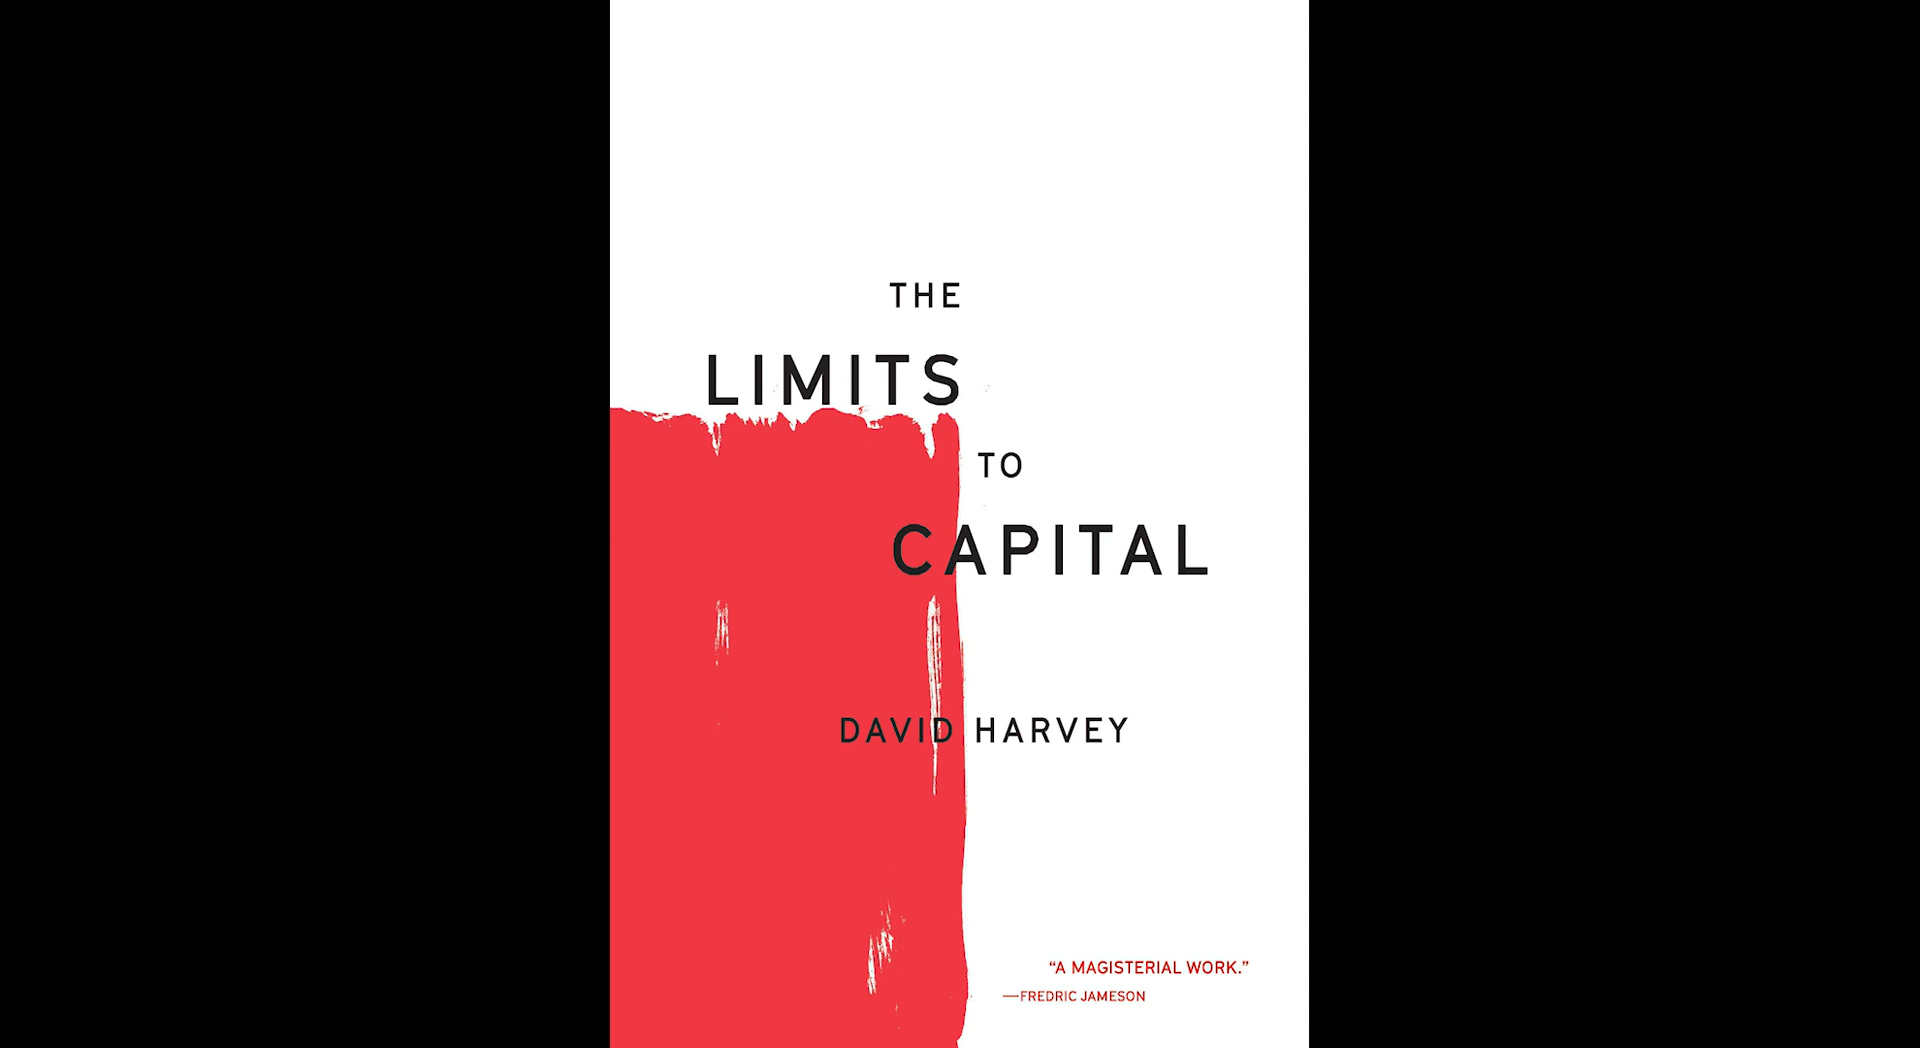 THE
LIMITS
TO
CAPITAL
DAVID HARVEY
“A MAGISTERIAL WORK.”
—FREDRIC JAMESON